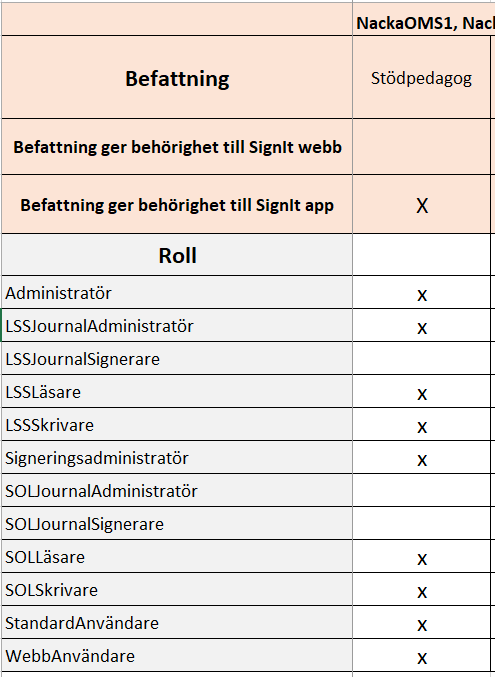 NackaOMS1, Nack
Befattning Stödpedagog
Befattning ger behörighet till SignIt webb
Befattning ger behörighet till SignIt app X
Roll
Administratör x
LSSJournalAdministratör x
LSSJournalSignerare
LSSLäsare x
LSSSkrivare x
Signeringsadministratör x
SOLJournalAdministratör
SOLJournalSignerare
SOLLäsare x
SOLSkrivare x
StandardAnvändare x
WebbAnvändare x